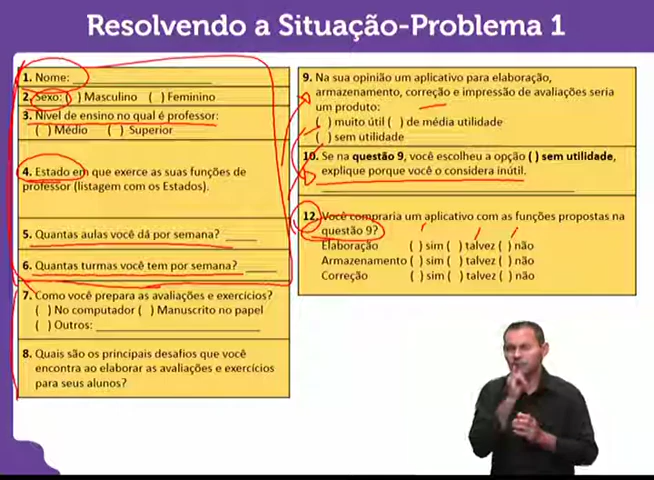 Resolvendo a Situação-Problema 1
1. Nome: ____________________
2. Sexo: ( ) Masculino ( ) Feminino
3. Nível de ensino no qual é professor:
( ) Médio ( ) Superior
4. Estado em que exerce as suas funções de
professor (listagem com os Estados).
5. Quantas aulas você dá por semana? _____
6. Quantas turmas você tem por semana? _____
7. Como você prepara as avaliações e exercícios?
( ) No computador ( ) Manuscrito no papel
( ) Outros: ____________________
8. Quais são os principais desafios que você
encontra ao elaborar as avaliações e exercícios
para seus alunos?
9. Na sua opinião um aplicativo para elaboração,
armazenamento, correção e impressão de avaliações seria
um produto:
( ) muito útil ( ) de média utilidade
( ) sem utilidade
10. Se na questão 9, você escolheu a opção ( ) sem utilidade,
explique porque você o considera inútil.
____________________
12. Você compraria um aplicativo com as funções propostas na
questão 9?
Elaboração ( ) sim ( ) talvez ( ) não
Armazenamento ( ) sim ( ) talvez ( ) não
Correção ( ) sim ( ) talvez ( ) não